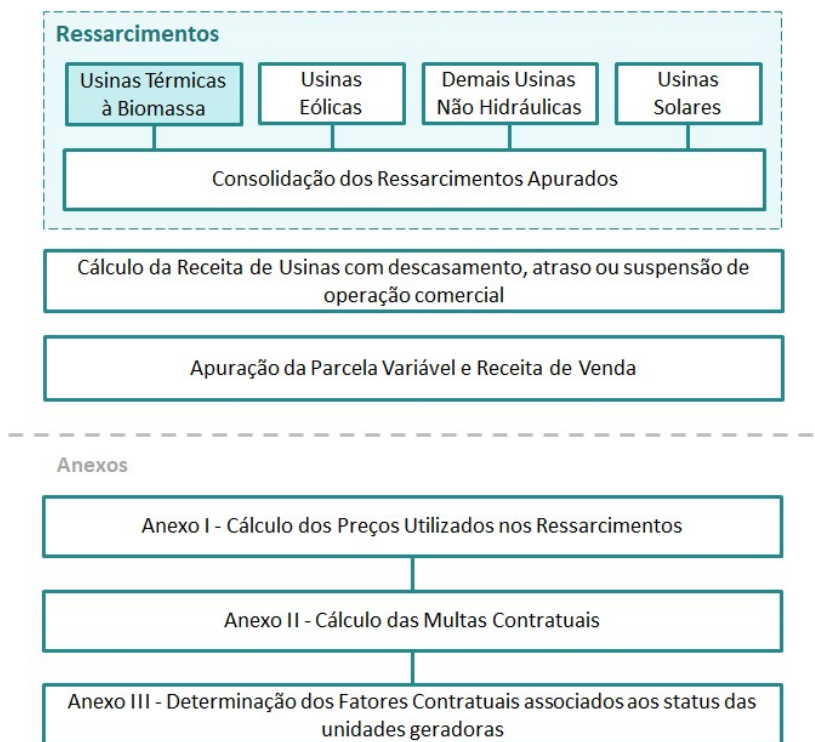 Ressarcimentos
Usinas Térmicas
à Biomassa
Usinas
Eólicas
Demais Usinas
Não Hidráulicas
Usinas
Solares
Consolidação dos Ressarcimentos Apurados
Cálculo da Receita de Usinas com descasamento, atraso ou suspensão de
operação comercial
Apuração da Parcela Variável e Receita de Venda
Anexos
Anexo I - Cálculo dos Preços Utilizados nos Ressarcimentos
Anexo II - Cálculo das Multas Contratuais
Anexo III - Determinação dos Fatores Contratuais associados aos status das
unidades geradoras